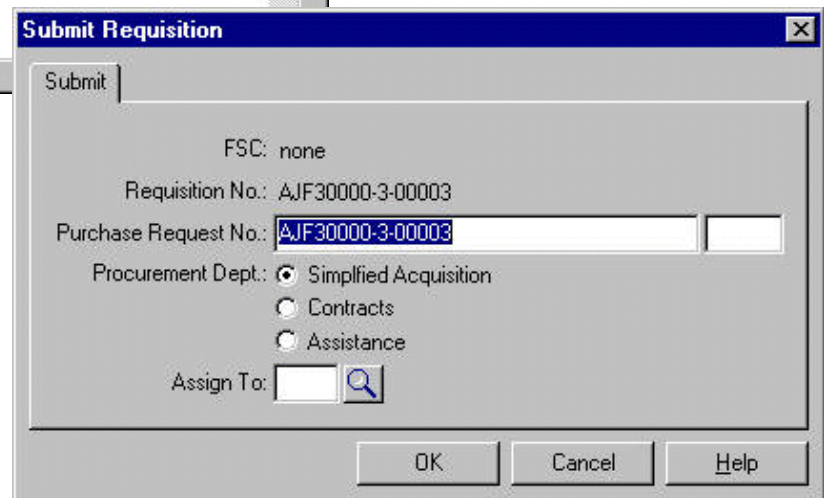 Submit Requisition
Submit
FSC: none
Requisition No.: AJF30000-3-00003
Purchase Request No.: AJF30000-3-00003
Procurement Dept.: Simplfied Acquisition
Contracts
Assistance
Assign To:
OK Cancel Help